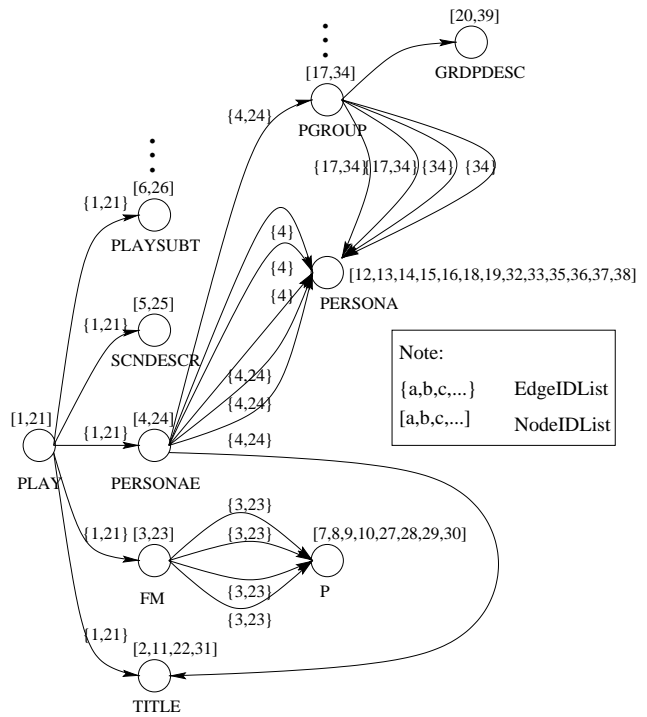 [20,39]
GRDPDESC
[17,34]
PGROUP
{4,24}
{17,34}
{17,34}
{34}
{34}
[6,26]
{1,21}
PLAYSUBT
{4}
{4}
{4}
[12,13,14,15,16,18,19,32,33,35,36,37,38]
PERSONA
[5,25]
{1,21}
SCNDESCR
Note:
{a,b,c,...} EdgeIDList
[a,b,c,...] NodeIDList
{4,24}
{4,24}
{4,24}
[1,21]
{1,21}
[4,24]
PLAY
PERSONAE
{1,21}
[3,23]
{3,23}
{3,23}
{3,23}
{3,23}
[7,8,9,10,27,28,29,30]
FM
P
{1,21}
[2,11,22,31]
TITLE